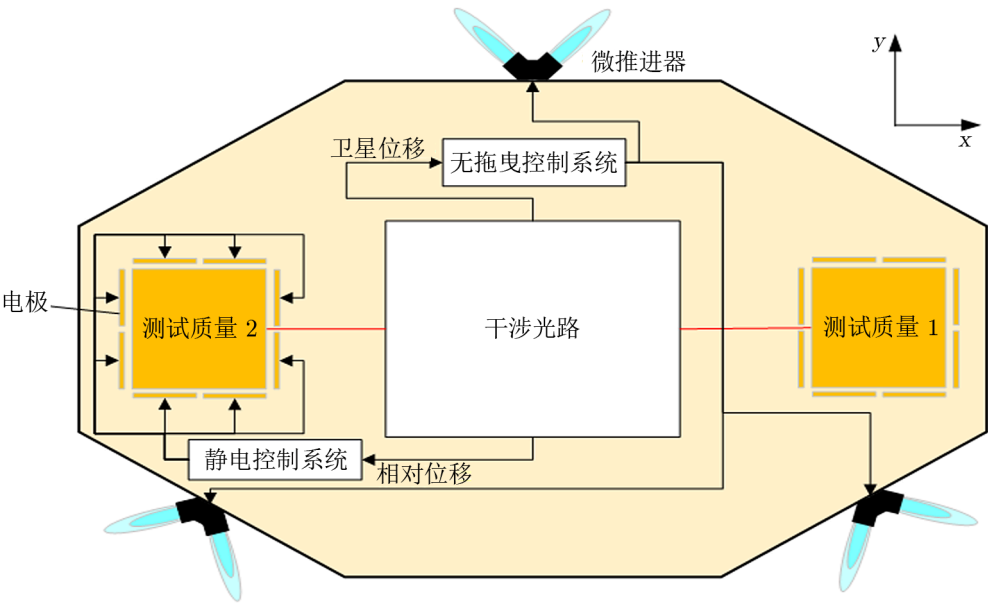 微推进器
y
x
卫星位移
无拖曳控制系统
电极
测试质量 2
干涉光路
测试质量 1
静电控制系统
相对位移